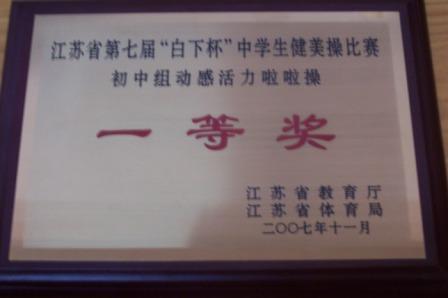 江苏省第七届“白下杯”中学生健美操比赛
初中组动感活力啦啦操
一等奖
江苏省教育厅
江苏省体育局
二〇〇七年十一月